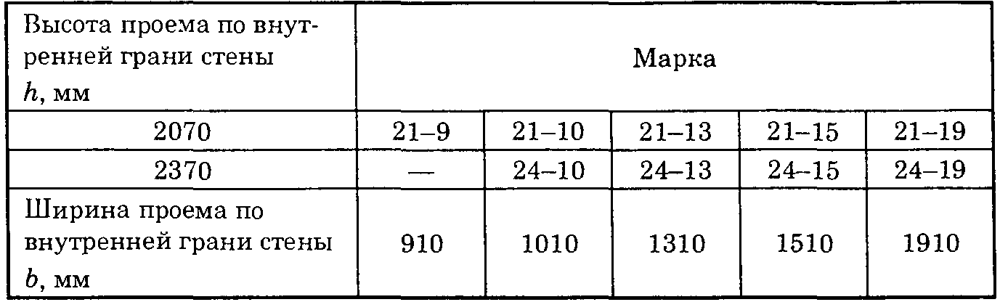 Высота проема по внут-
ренней грани стены
h, мм
Марка
2070 21–9 21–10 21–13 21–15 21–19
2370 — 24–10 24–13 24–15 24–19
Ширина проема по
внутренней грани стены
b, мм
910 1010 1310 1510 1910